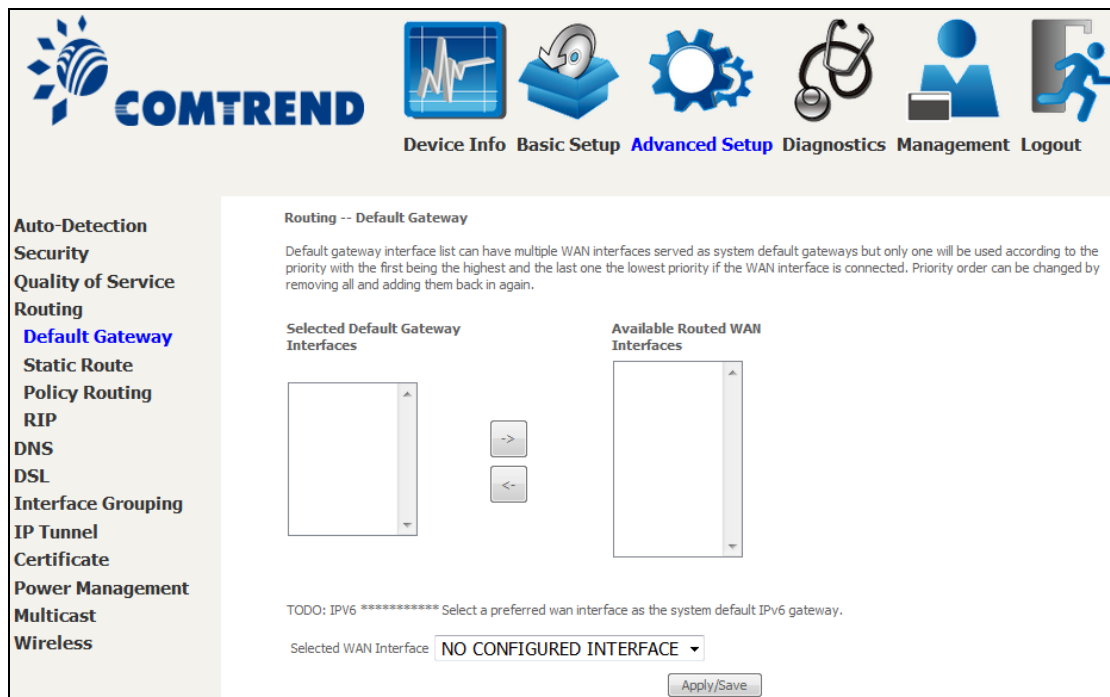 COMTREND
Device Info Basic Setup Advanced Setup Diagnostics Management Logout
Auto-Detection
Security
Quality of Service
Routing
Default Gateway
Static Route
Policy Routing
RIP
DNS
DSL
Interface Grouping
IP Tunnel
Certificate
Power Management
Multicast
Wireless
Routing -- Default Gateway
Default gateway interface list can have multiple WAN interfaces served as system default gateways but only one will be used according to the
priority with the first being the highest and the last one the lowest priority if the WAN interface is connected. Priority order can be changed by
removing all and adding them back in again.
Selected Default Gateway
Interfaces
Available Routed WAN
Interfaces
->
<-
TODO: IPV6 *********** Select a preferred wan interface as the system default IPv6 gateway.
Selected WAN Interface NO CONFIGURED INTERFACE
Apply/Save